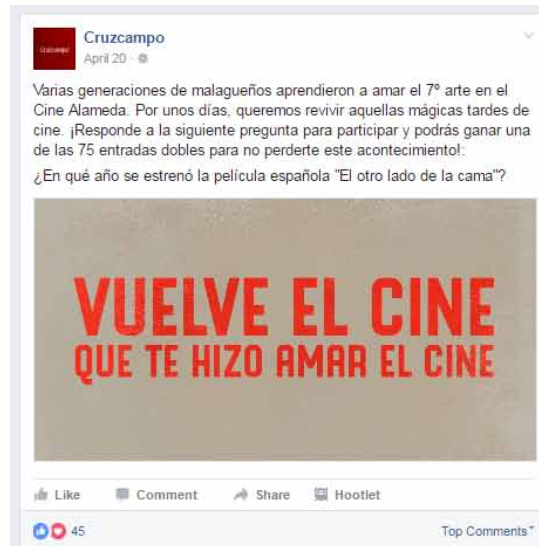 Cruzcampo
Cruzcampo
April 20 ·
Varias generaciones de malagueños aprendieron a amar el 7º arte en el
Cine Alameda. Por unos días, queremos revivir aquellas mágicas tardes de
cine. ¡Responde a la siguiente pregunta para participar y podrás ganar una
de las 75 entradas dobles para no perderte este acontecimiento!:
¿En qué año se estrenó la película española "El otro lado de la cama"?
VUELVE EL CINE
QUE TE HIZO AMAR EL CINE
Like Comment Share Hootlet
45 Top Comments